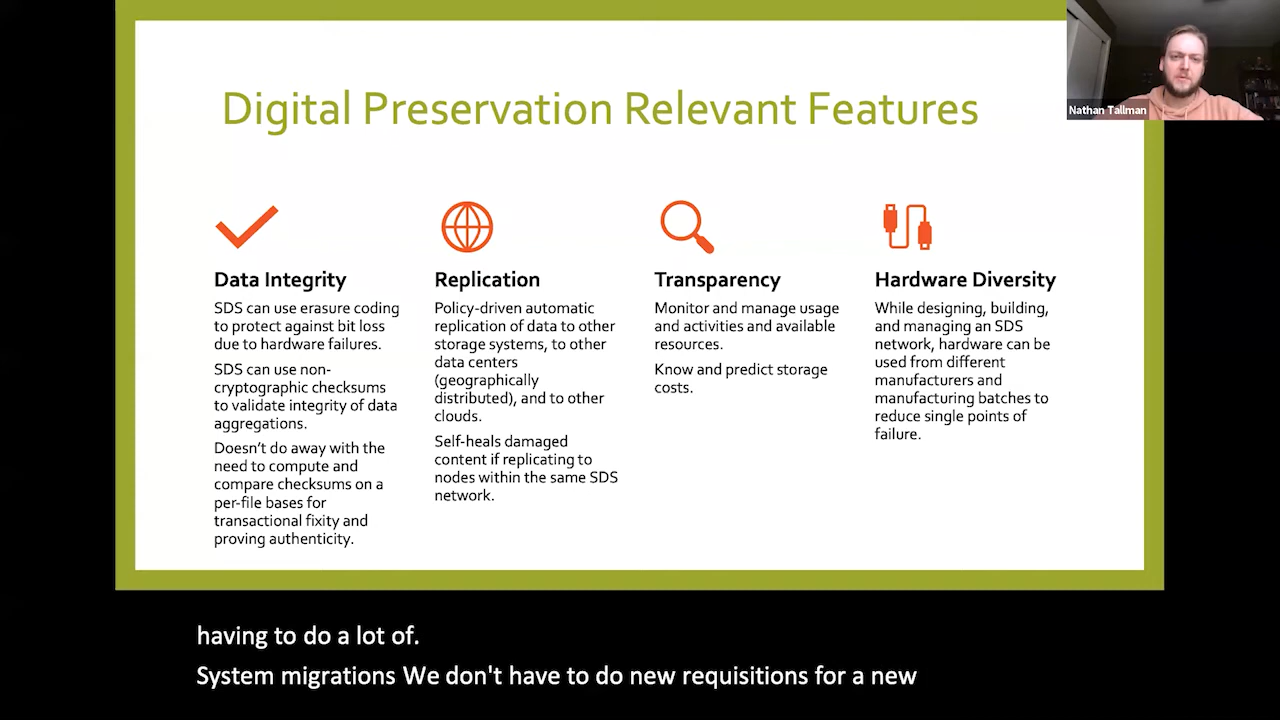 Digital Preservation Relevant Features
Nathan Tallman
Data Integrity
SDS can use erasure coding
to protect against bit loss
due to hardware failures.
SDS can use non-
cryptographic checksums
to validate integrity of data
aggregations.
Doesn't do away with the
need to compute and
compare checksums on a
per-file bases for
transactional fixity and
proving authenticity.
Replication
Policy-driven automatic
replication of data to other
storage systems, to other
data centers
(geographically
distributed), and to other
clouds.
Self-heals damaged
content if replicating to
nodes within the same SDS
network.
Transparency
Monitor and manage usage
and activities and available
resources.
Know and predict storage
costs.
Hardware Diversity
While designing, building,
and managing an SDS
network, hardware can be
used from different
manufacturers and
manufacturing batches to
reduce single points of
failure.
having to do a lot of.
System migrations We don't have to do new requisitions for a new